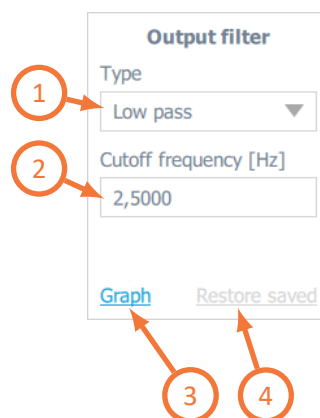 Output filter
Type
1
Low pass
Cutoff frequency [Hz]
2
2,5000
Graph Restore saved
3 4